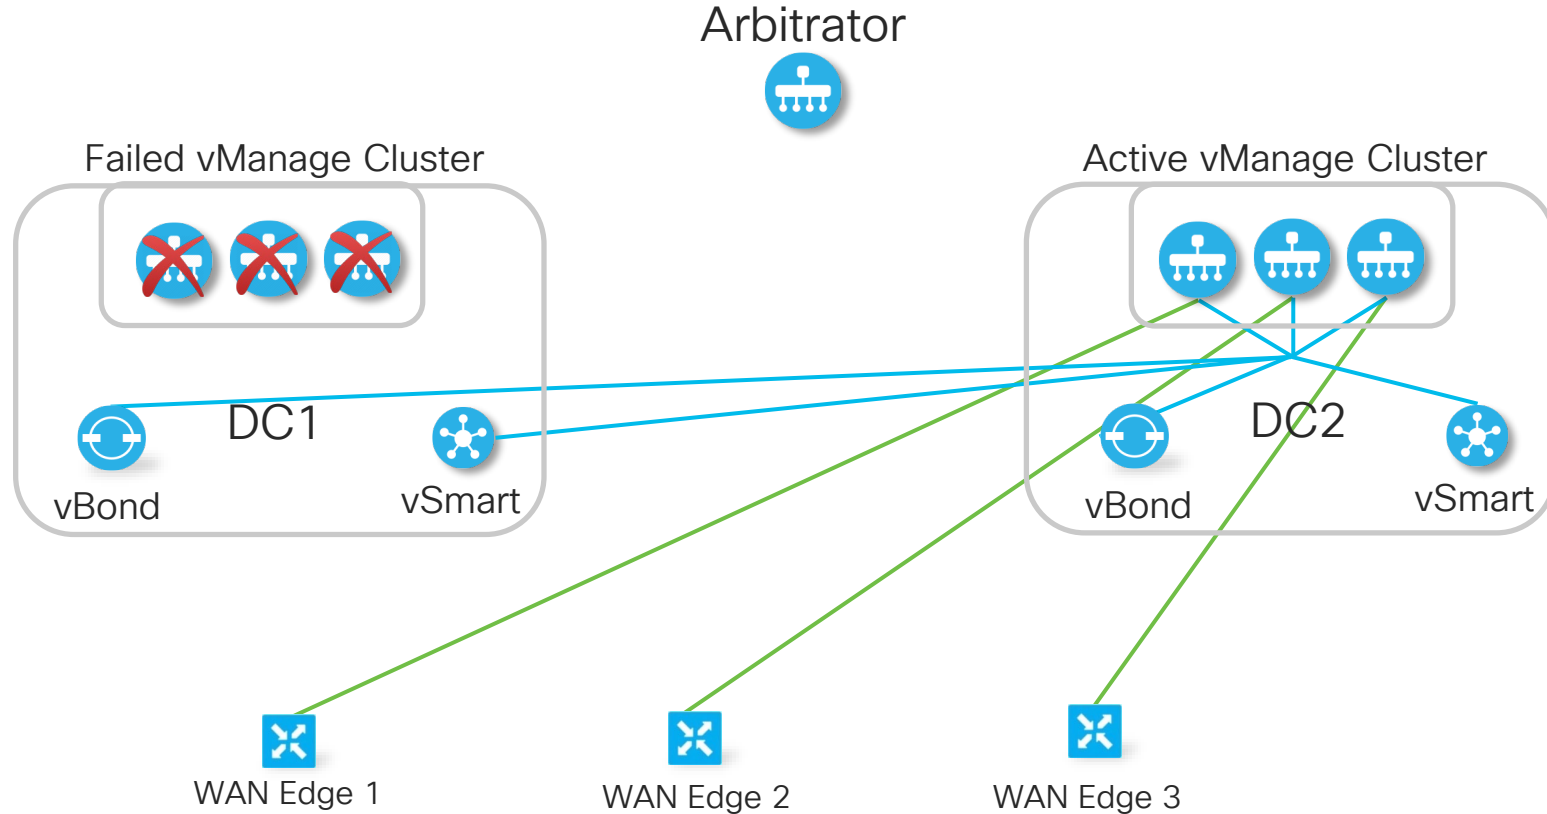 Arbitrator
Failed vManage Cluster
Active vManage Cluster
DC1
DC2
vBond
vSmart
vBond
vSmart
WAN Edge 1
WAN Edge 2
WAN Edge 3